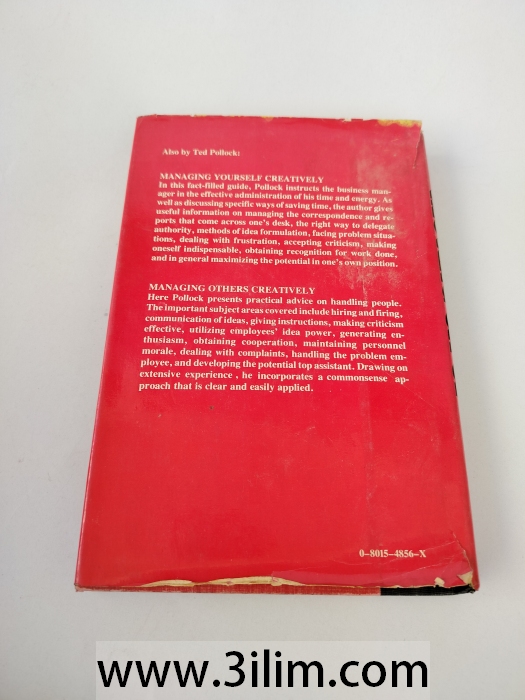 Also by Ted Pollock:
MANAGING YOURSELF CREATIVELY
In this fact-filled guide, Pollock instructs the business man-
ager in the effective administration of his time and energy. As
well as discussing specific ways of saving time, the author gives
useful information on managing the correspondence and re-
ports that come across one's desk, the right way to delegate
authority, methods of idea formulation, facing problem situa-
tions, dealing with frustration, accepting criticism, making
oneself indispensable, obtaining recognition for work done,
and in general maximizing the potential in one's own position.
MANAGING OTHERS CREATIVELY
Here Pollock presents practical advice on handling people.
The important subject areas covered include hiring and firing,
communication of ideas, giving instructions, making criticism
effective, utilizing employees' idea power, generating en-
thusiasm, obtaining cooperation, maintaining personnel
morale, dealing with complaints, handling the problem em-
ployee, and developing the potential top assistant. Drawing on
extensive experience , he incorporates a commonsense ap-
proach that is clear and easily applied.
0-8015-4856-X
www.3ilim.com